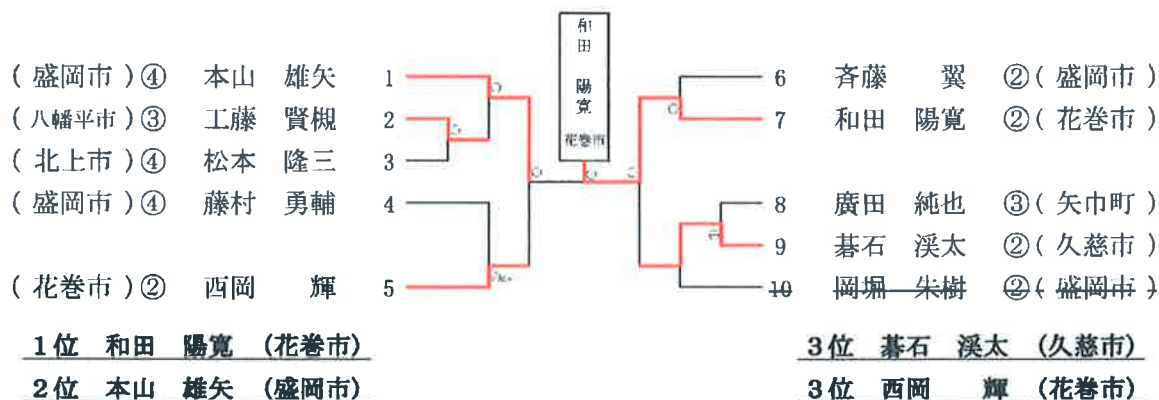 和田 陽寛 花巻市
( 盛岡市 ) ④ 本山 雄矢 1
( 八幡平市 ) ③ 工藤 賢槻 2
( 北上市 ) ④ 松本 隆三 3
( 盛岡市 ) ④ 藤村 勇輔 4
( 花巻市 ) ② 西岡 輝 5
6 斉藤 翼 ② ( 盛岡市 )
7 和田 陽寛 ② ( 花巻市 )
8 廣田 純也 ③ ( 矢巾町 )
9 碁石 渓太 ② ( 久慈市 )
10 岡堀 朱樹 ② ( 盛岡市 )
1位 和田 陽寛 (花巻市)
2位 本山 雄矢 (盛岡市)
3位 碁石 渓太 (久慈市)
3位 西岡 輝 (花巻市)